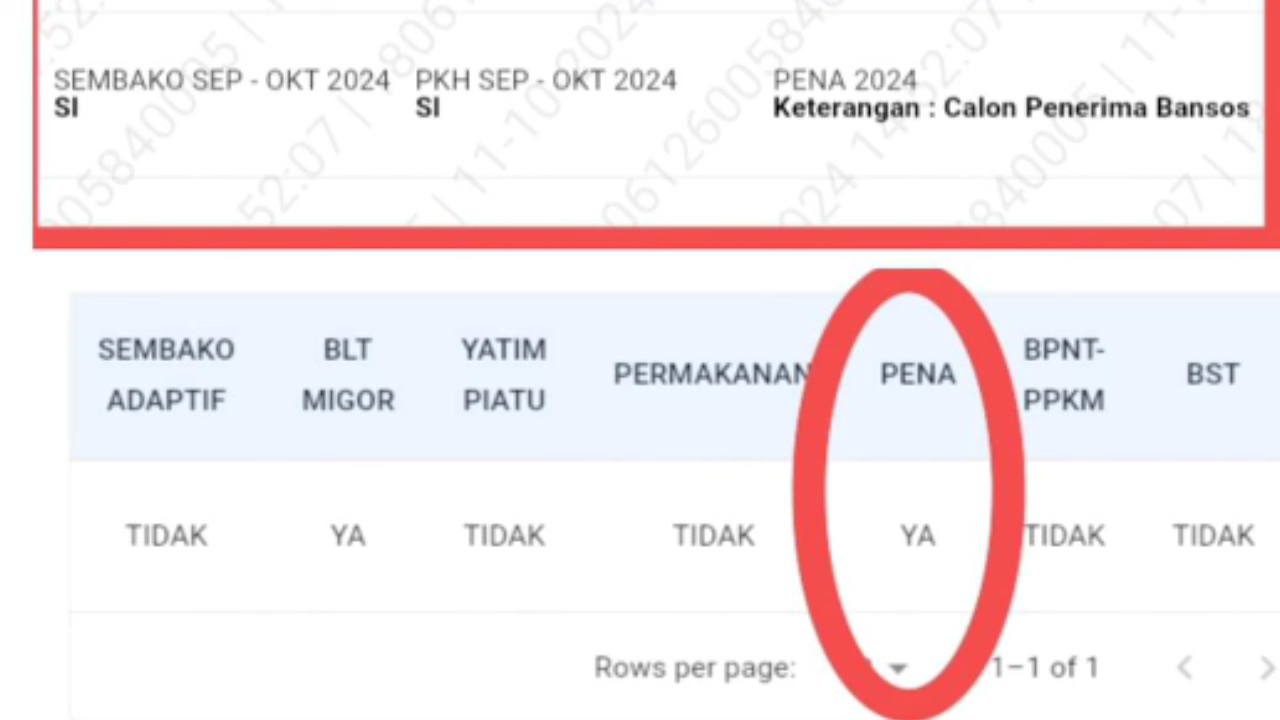 SEMBAKO SEP - OKT 2024 PKH SEP - OKT 2024 PENA 2024
SI SI Keterangan : Calon Penerima Bansos
SEMBAKO ADAPTIF BLT MIGOR YATIM PIATU PERMAKANAN PENA BPNT-PPKM BST
TIDAK YA TIDAK TIDAK YA TIDAK TIDAK
Rows per page: 1–1 of 1